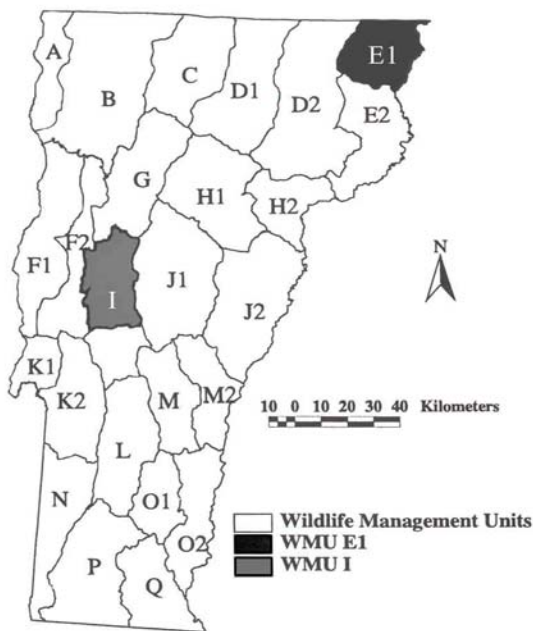 A
B
C
D1
D2
E1
E2
G
H1
H2
F1
F2
I
J1
J2
N
K1
K2
M
M2
L
10 0 10 20 30 40 Kilometers
N
O1
O2
P
Q
Wildlife Management Units
WMU E1
WMU I